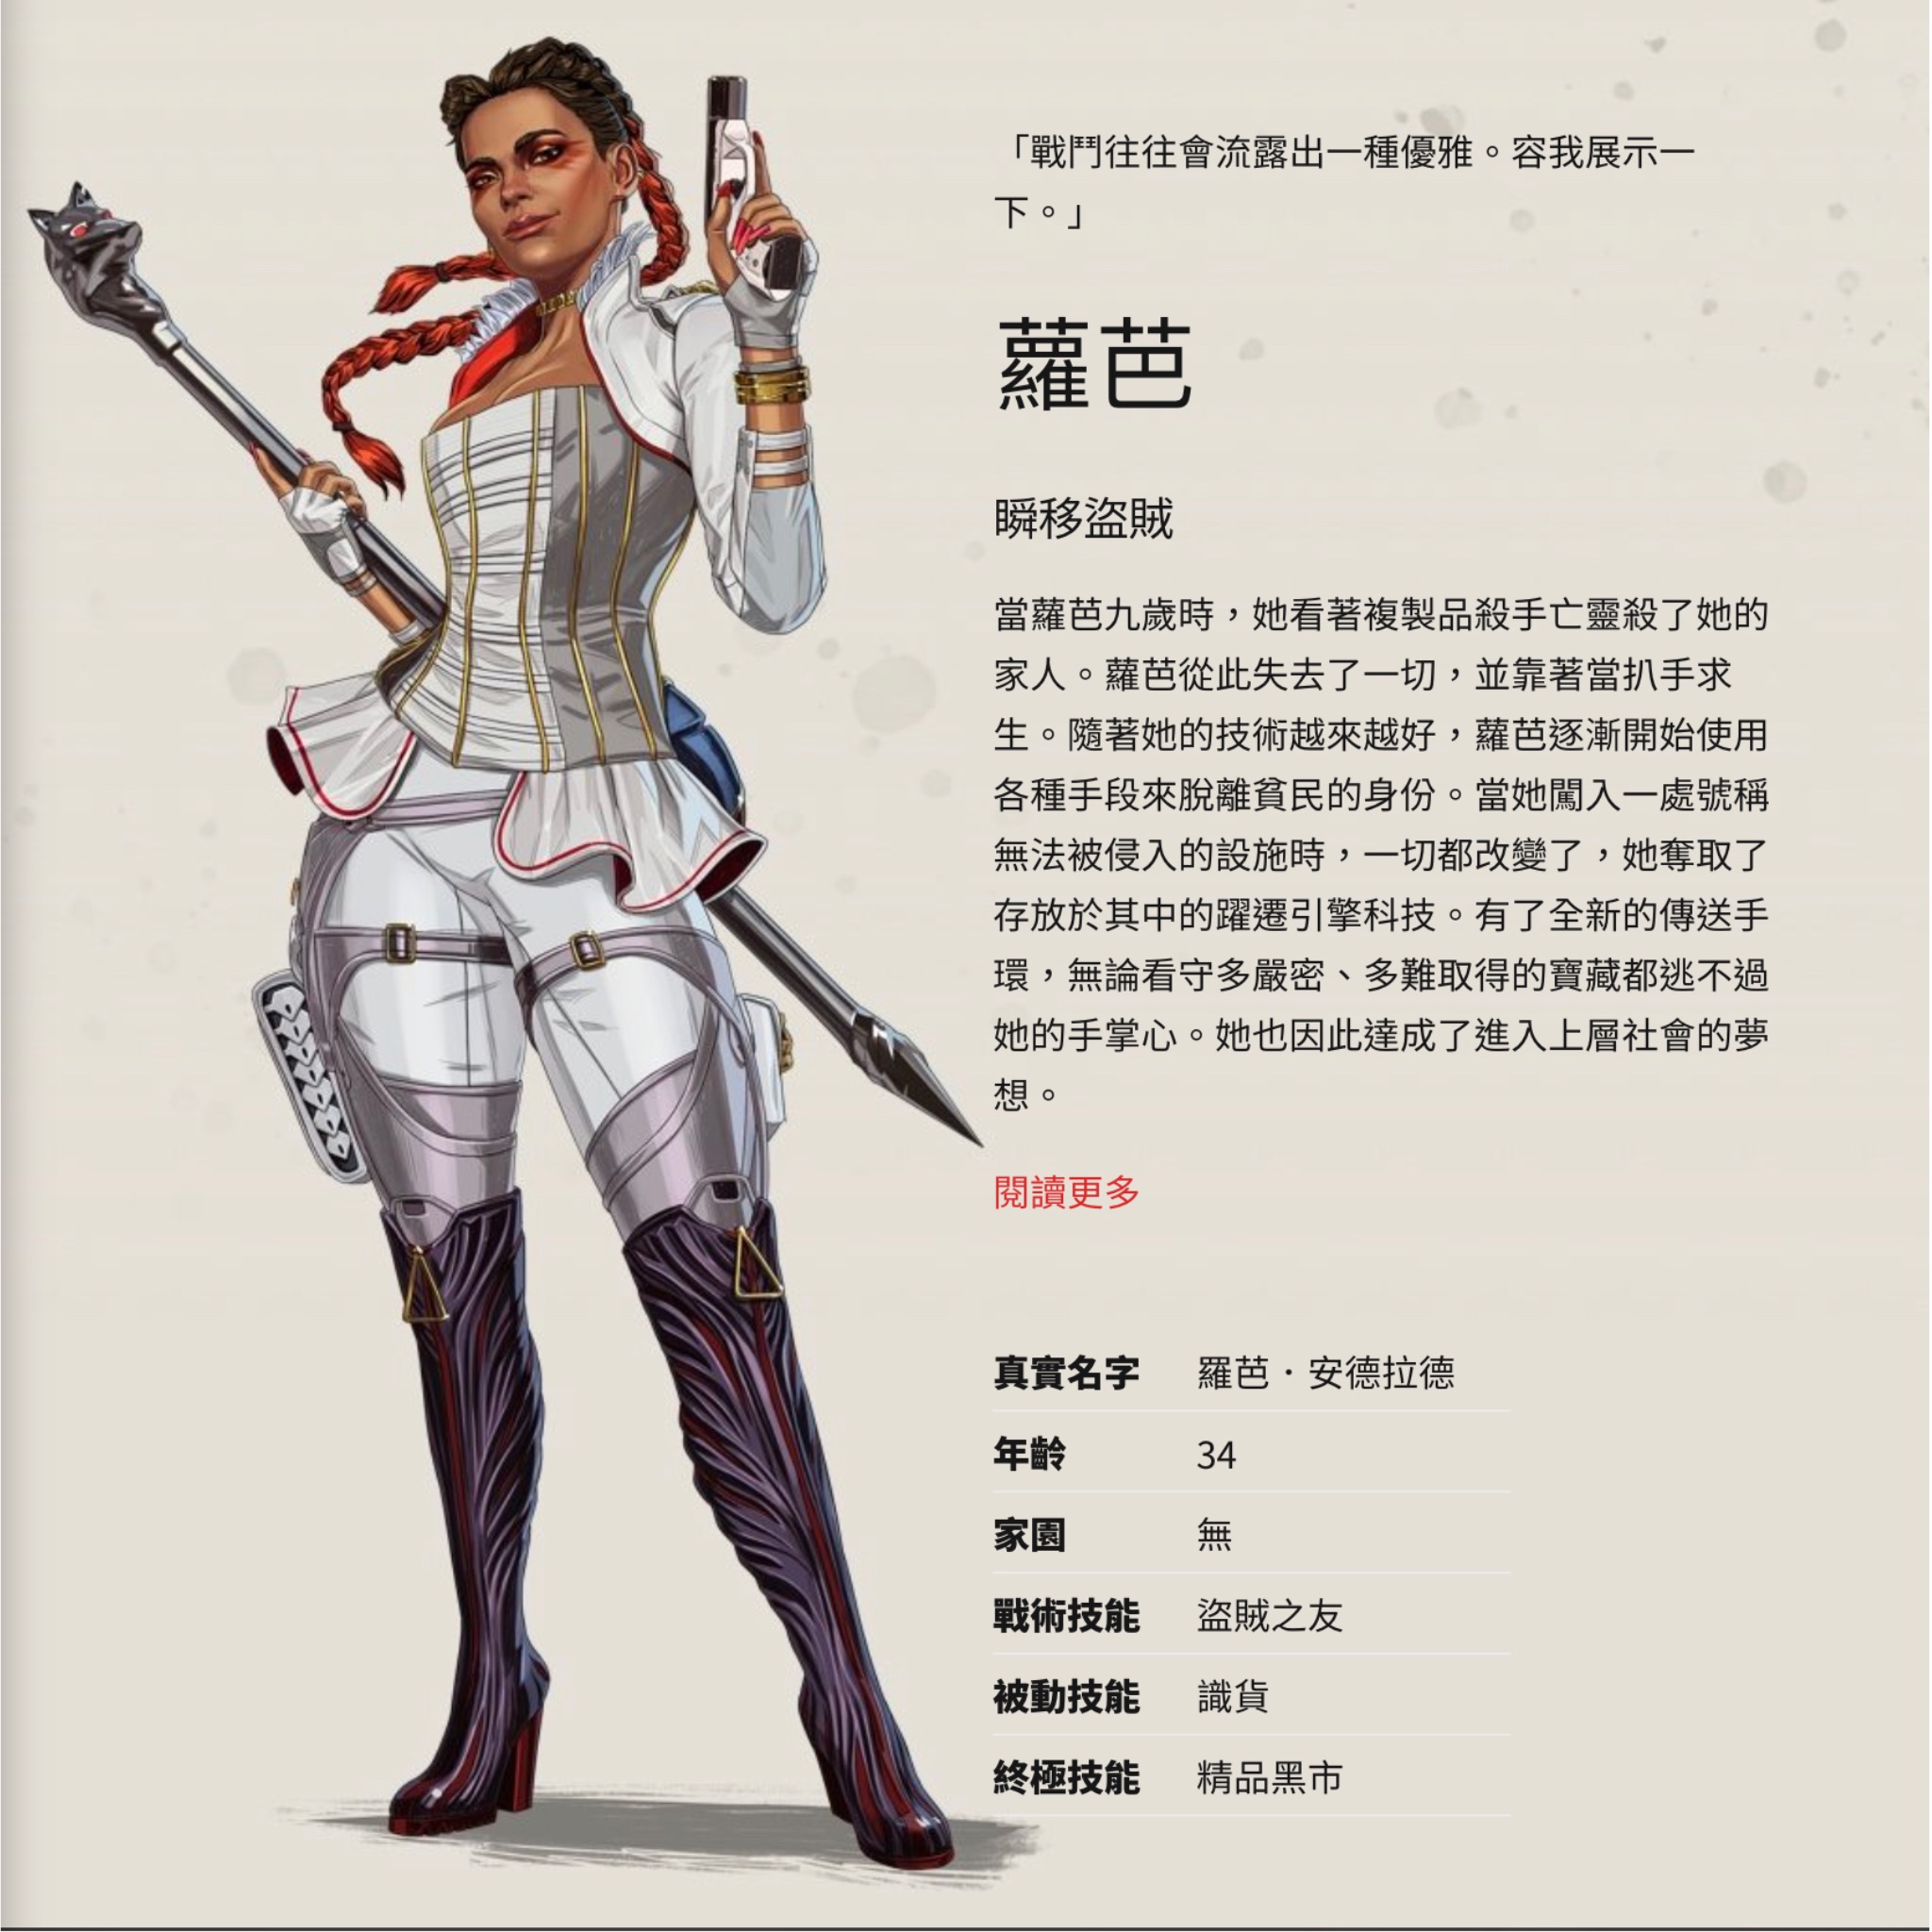 「戰鬥往往會流露出一種優雅。容我展示一
下。」
蘿芭
瞬移盜賊
當蘿芭九歲時，她看著複製品殺手亡靈殺了她的
家人。蘿芭從此失去了一切，並靠著當扒手求
生。隨著她的技術越來越好，蘿芭逐漸開始使用
各種手段來脫離貧民的身份。當她闖入一處號稱
無法被侵入的設施時，一切都改變了，她奪取了
存放於其中的躍遷引擎科技。有了全新的傳送手
環，無論看守多嚴密、多難取得的寶藏都逃不過
她的手掌心。她也因此達成了進入上層社會的夢
想。
閱讀更多
真實名字 羅芭．安德拉德
年齡 34
家園 無
戰術技能 盜賊之友
被動技能 識貨
終極技能 精品黑市